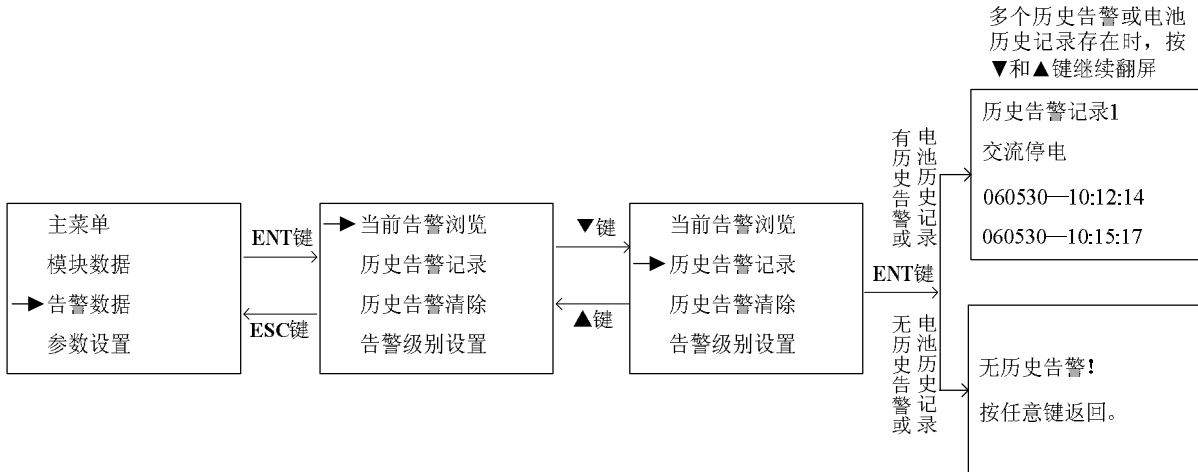 多个历史告警或电池
历史记录存在时，按
▼和▲键继续翻屏
主菜单
模块数据
告警数据
参数设置
ENT键
ESC键
当前告警浏览
历史告警记录
历史告警清除
告警级别设置
▼键
▲键
当前告警浏览
历史告警记录
历史告警清除
告警级别设置
ENT键
有历史告警或
电池历史记录
历史告警记录1
交流停电
060530—10:12:14
060530—10:15:17
无历史告警或
电池历史记录
无历史告警！
按任意键返回。